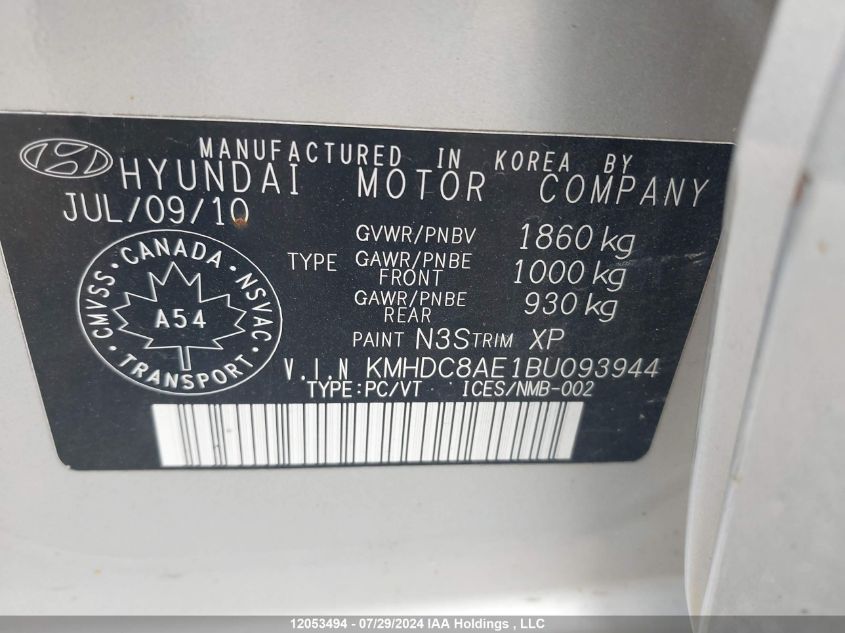 MANUFACTURED IN KOREA BY
HYUNDAI MOTOR COMPANY
JUL/09/10
GVWR/PNBV 1860 kg
TYPE GAWR/PNBE FRONT 1000 kg
GAWR/PNBE REAR 930 kg
PAINT N3S TRIM XP
CANADA · NSVAC · TRANSPORT · CMVSS ·
A54
V.I.N KMHDC8AE1BU093944
TYPE:PC/VT ICES/NMB-002
12053494 - 07/29/2024 IAA Holdings , LLC